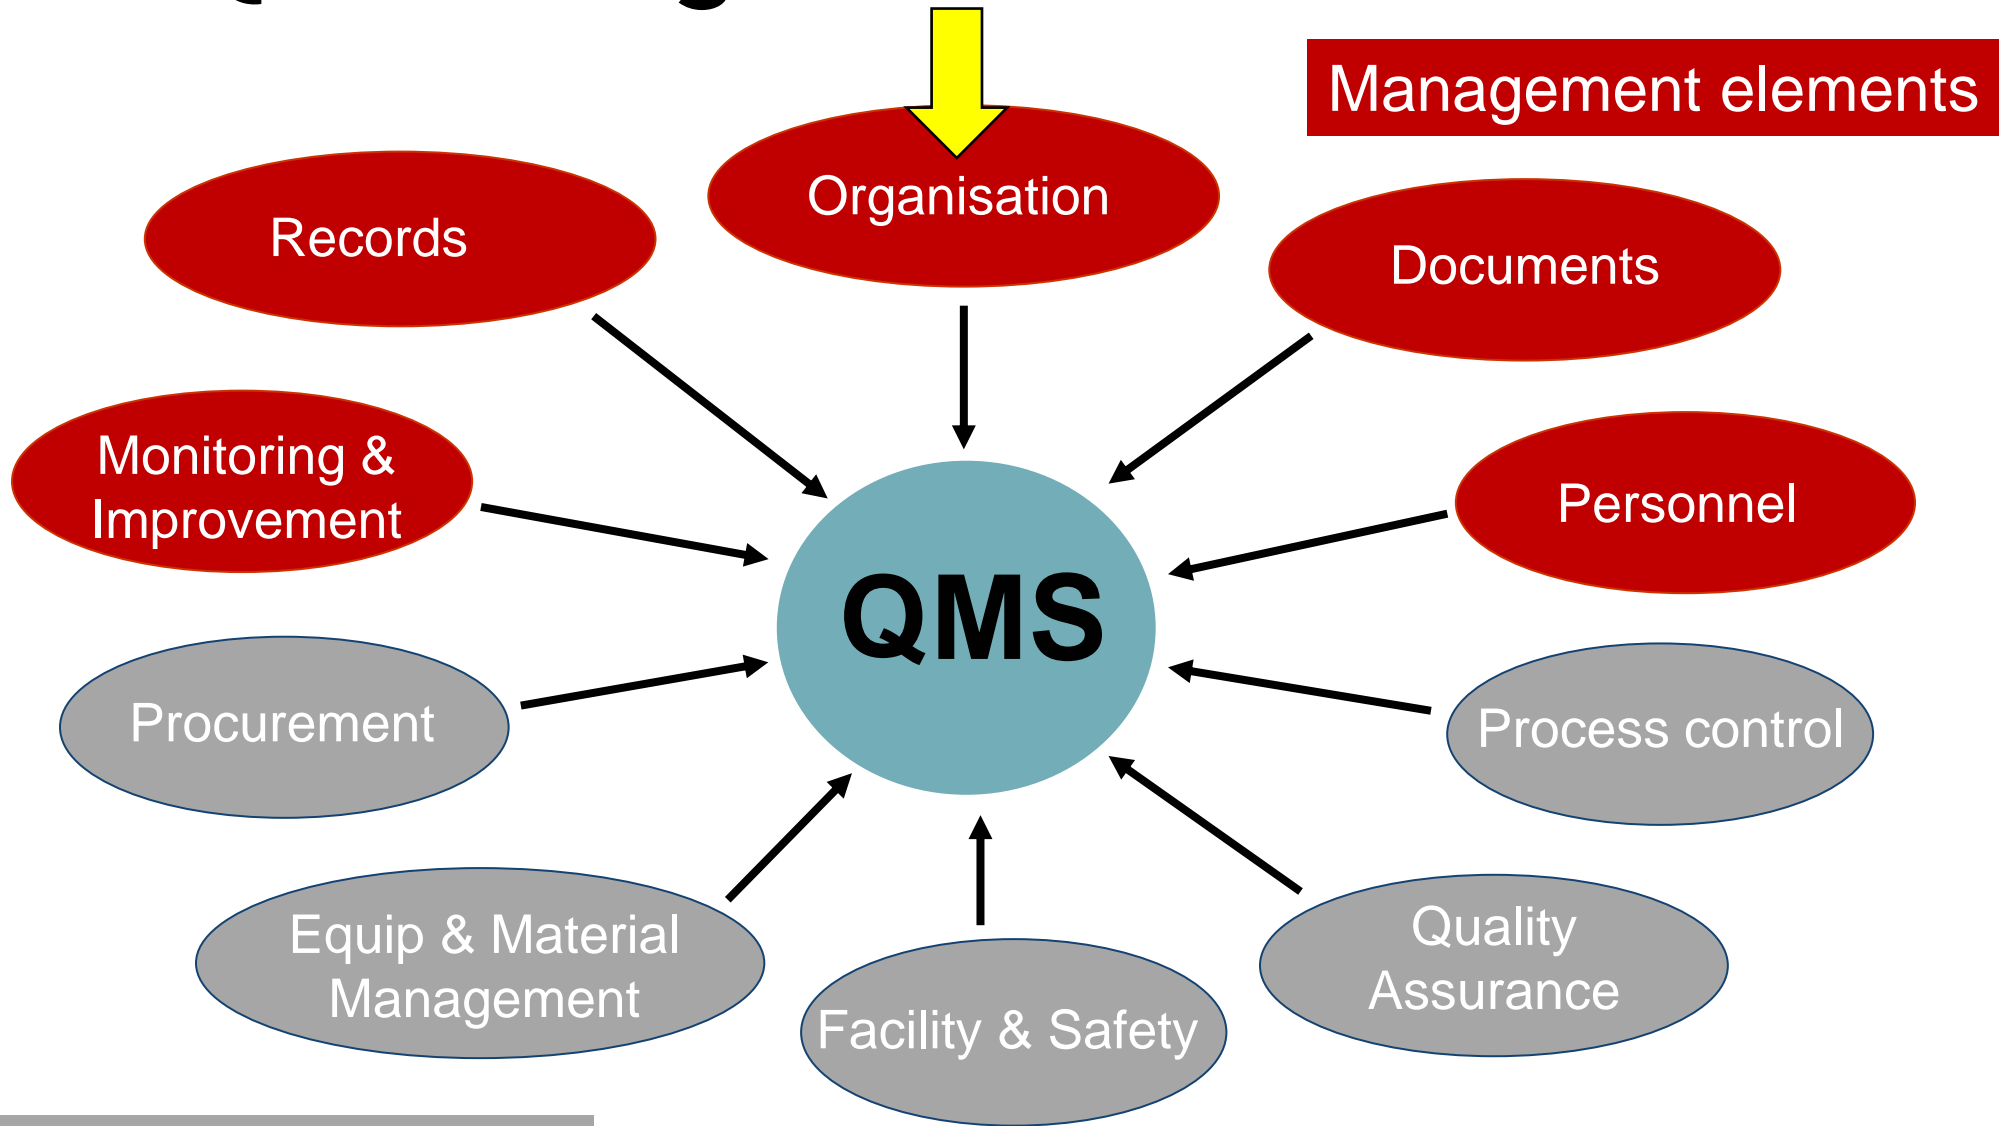 Management elements
Organisation
Records
Documents
Monitoring &
Improvement
Personnel
QMS
Procurement
Process control
Equip & Material
Management
Quality
Assurance
Facility & Safety